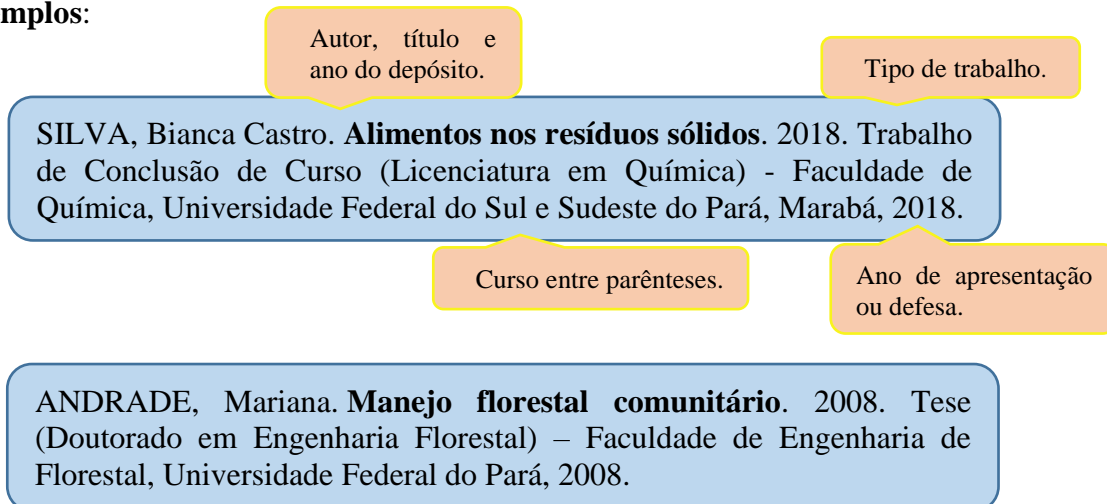 mplos:
Autor, título e
ano do depósito.
Tipo de trabalho.
SILVA, Bianca Castro. Alimentos nos resíduos sólidos. 2018. Trabalho
de Conclusão de Curso (Licenciatura em Química) - Faculdade de
Química, Universidade Federal do Sul e Sudeste do Pará, Marabá, 2018.
Curso entre parênteses.
Ano de apresentação
ou defesa.
ANDRADE, Mariana. Manejo florestal comunitário. 2008. Tese
(Doutorado em Engenharia Florestal) – Faculdade de Engenharia de
Florestal, Universidade Federal do Pará, 2008.